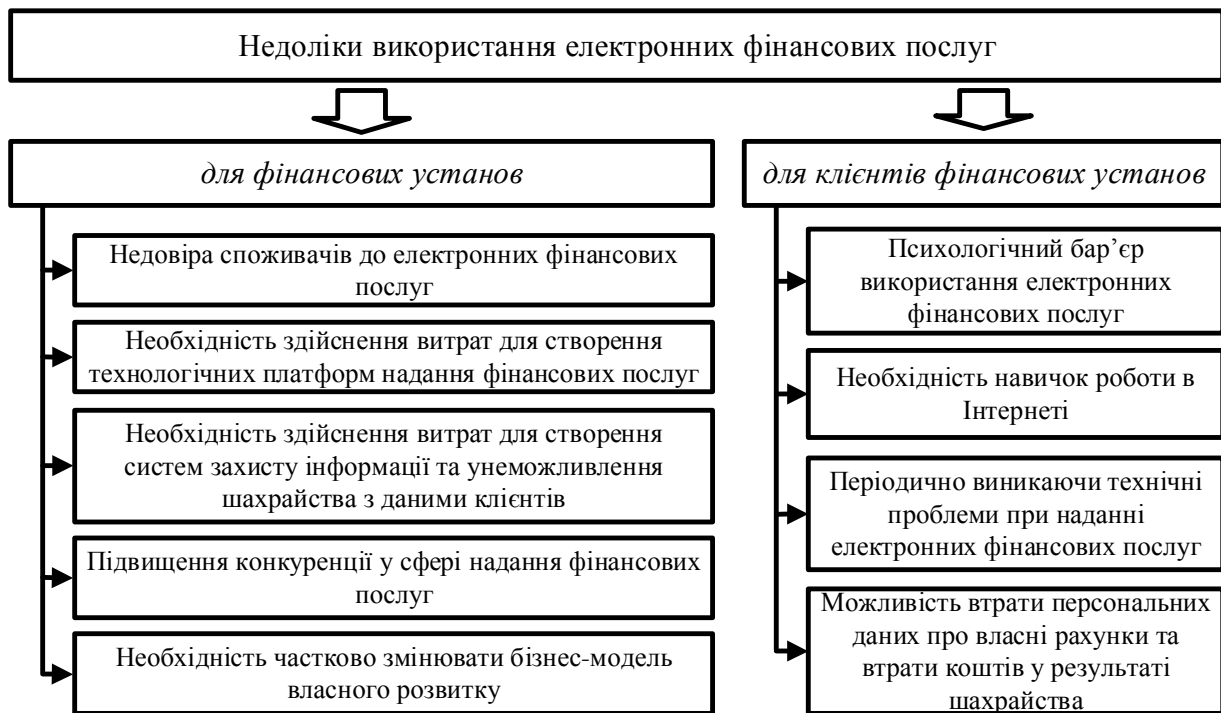 Недоліки використання електронних фінансових послуг
для фінансових установ
Недовіра споживачів до електронних фінансових
послуг
Необхідність здійснення витрат для створення
технологічних платформ надання фінансових послуг
Необхідність здійснення витрат для створення
систем захисту інформації та унеможливлення
шахрайства з даними клієнтів
Підвищення конкуренції у сфері надання фінансових
послуг
Необхідність частково змінювати бізнес-модель
власного розвитку
для клієнтів фінансових установ
Психологічний бар’єр
використання електронних
фінансових послуг
Необхідність навичок роботи в
Інтернеті
Періодично виникаючи технічні
проблеми при наданні
електронних фінансових послуг
Можливість втрати персональних
даних про власні рахунки та
втрати коштів у результаті
шахрайства